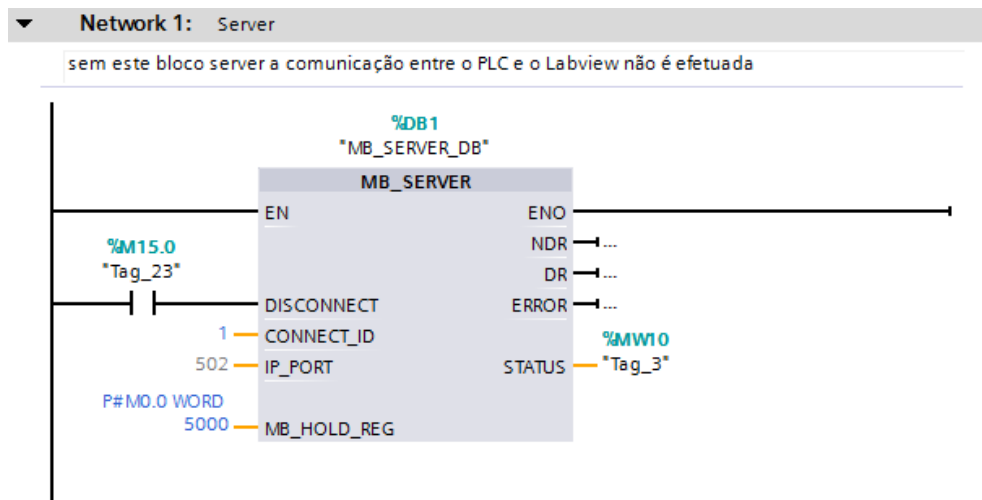 Network 1: Server
sem este bloco server a comunicação entre o PLC e o Labview não é efetuada
%DB1
"MB_SERVER_DB"
MB_SERVER
EN ENO
NDR ...
%M15.0
"Tag_23"
DR ...
DISCONNECT ERROR ...
1 CONNECT_ID
%MW10
502 IP_PORT STATUS "Tag_3"
P#M0.0 WORD
5000 MB_HOLD_REG